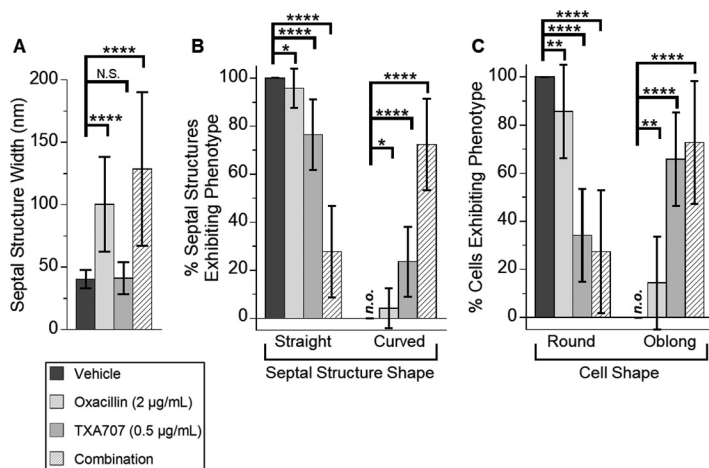 A
Septal Structure Width (nm)
200
150
100
50
0
****
N.S.
****
B
% Septal Structures
Exhibiting Phenotype
100
80
60
40
20
0
****
****
*
****
****
*
n.o.
Straight
Curved
Septal Structure Shape
C
% Cells Exhibiting Phenotype
100
80
60
40
20
0
****
****
**
****
****
**
n.o.
Round
Oblong
Cell Shape
Vehicle
Oxacillin (2 µg/mL)
TXA707 (0.5 µg/mL)
Combination